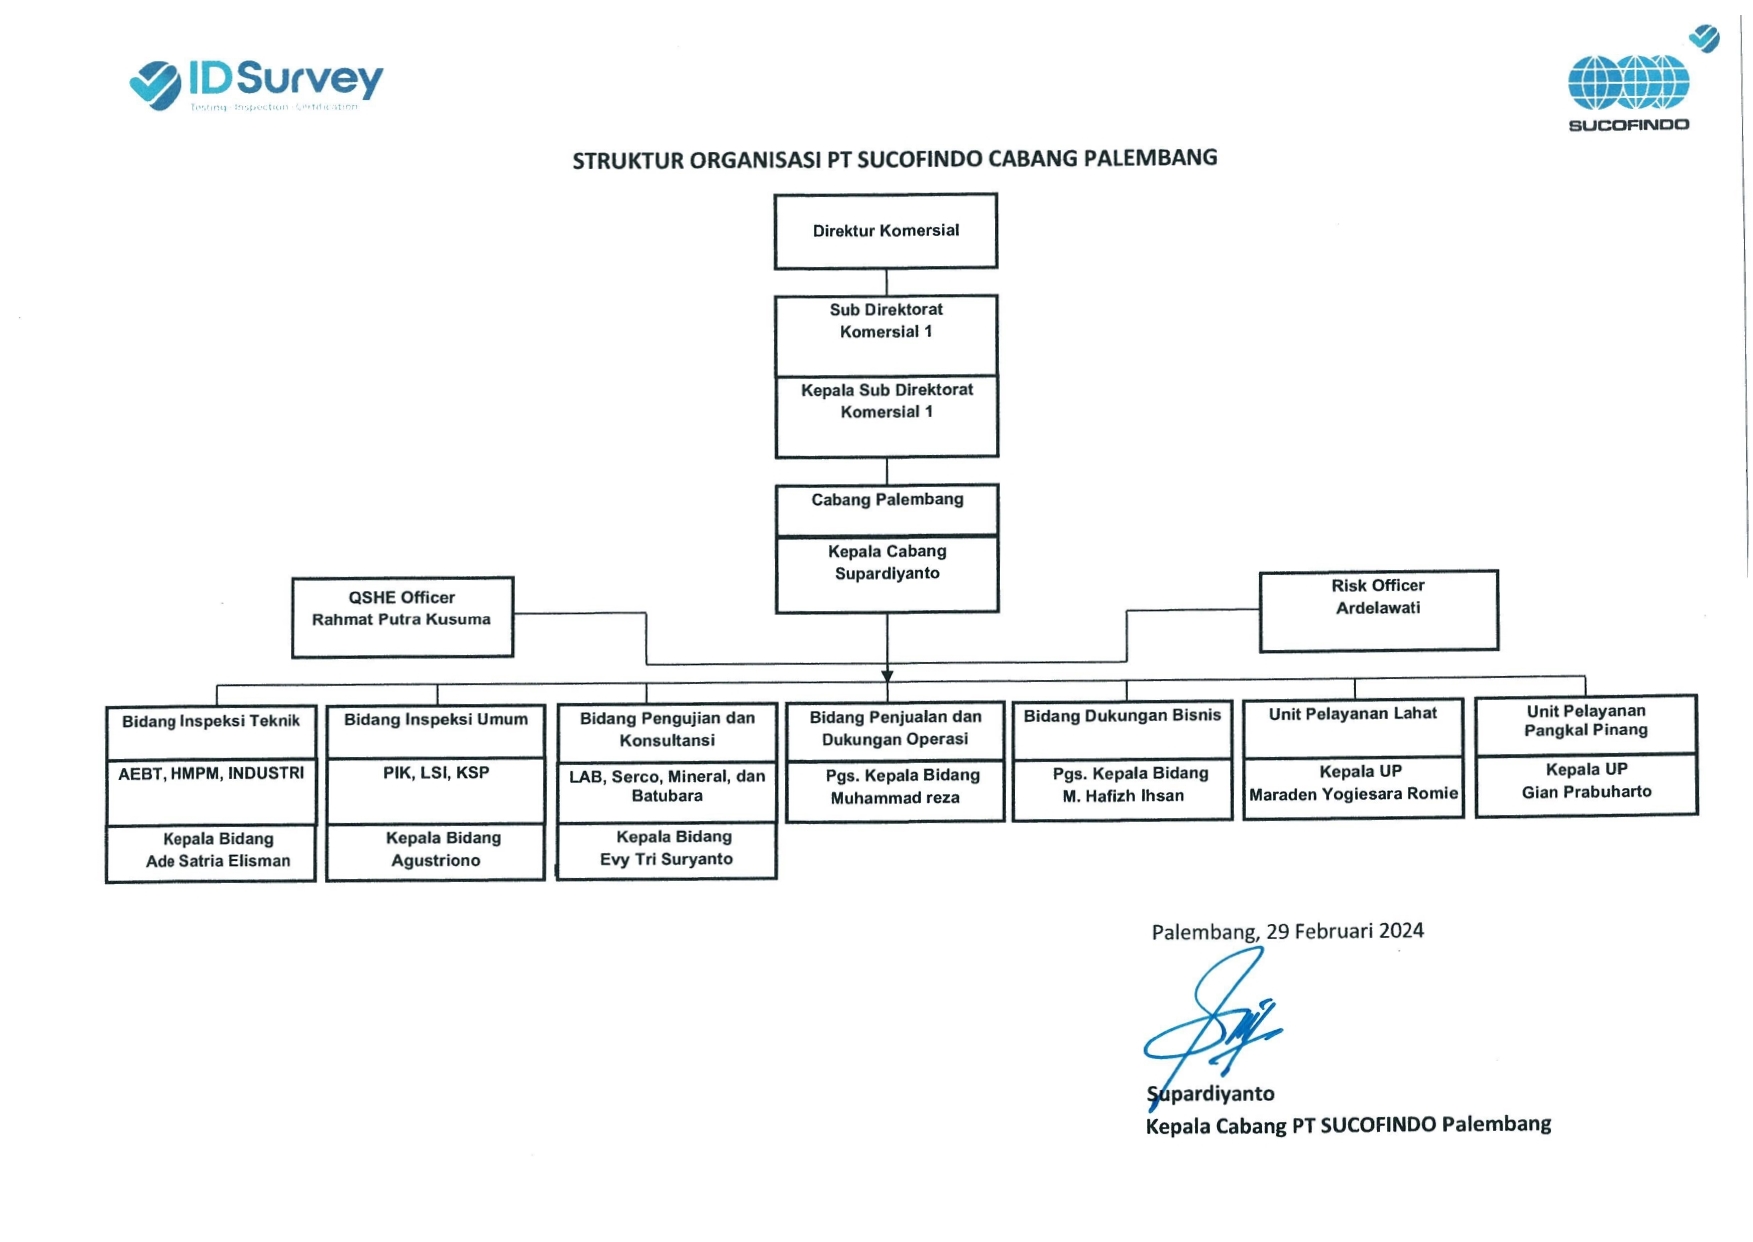 IDSurvey
Testing · Inspection · Certification
SUCOFINDO
STRUKTUR ORGANISASI PT SUCOFINDO CABANG PALEMBANG
Direktur Komersial
Sub Direktorat
Komersial 1
Kepala Sub Direktorat
Komersial 1
Cabang Palembang
Kepala Cabang
Supardiyanto
QSHE Officer
Rahmat Putra Kusuma
Risk Officer
Ardelawati
Bidang Inspeksi Teknik
AEBT, HMPM, INDUSTRI
Kepala Bidang
Ade Satria Elisman
Bidang Inspeksi Umum
PIK, LSI, KSP
Kepala Bidang
Agustriono
Bidang Pengujian dan
Konsultansi
LAB, Serco, Mineral, dan
Batubara
Kepala Bidang
Evy Tri Suryanto
Bidang Penjualan dan
Dukungan Operasi
Pgs. Kepala Bidang
Muhammad reza
Bidang Dukungan Bisnis
Pgs. Kepala Bidang
M. Hafizh Ihsan
Unit Pelayanan Lahat
Kepala UP
Maraden Yogiesara Romie
Unit Pelayanan
Pangkal Pinang
Kepala UP
Gian Prabuharto
Palembang, 29 Februari 2024
Supardiyanto
Kepala Cabang PT SUCOFINDO Palembang